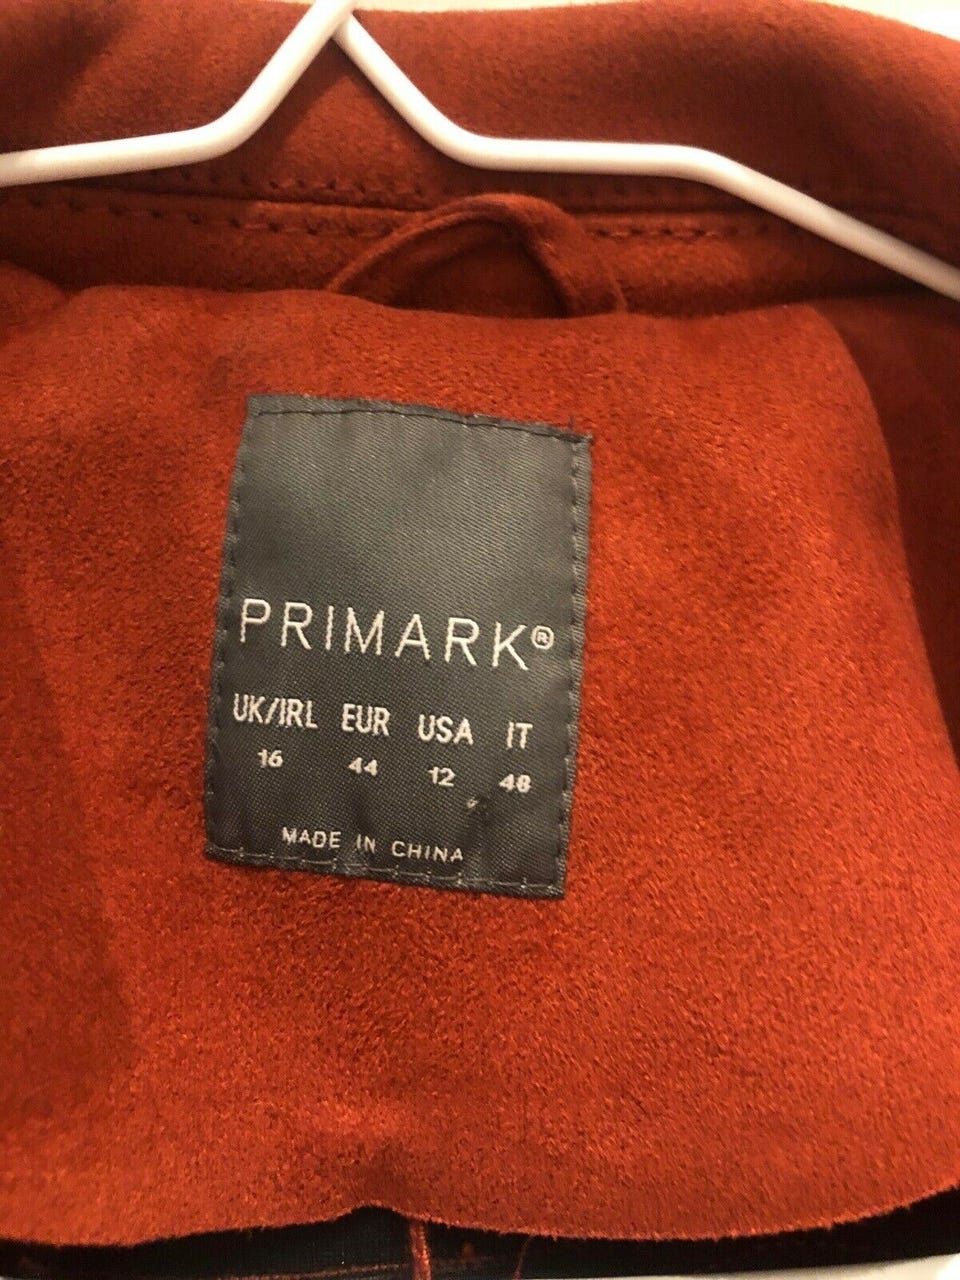 PRIMARK®
UK/IRL EUR USA IT
16 44 12 48
MADE IN CHINA